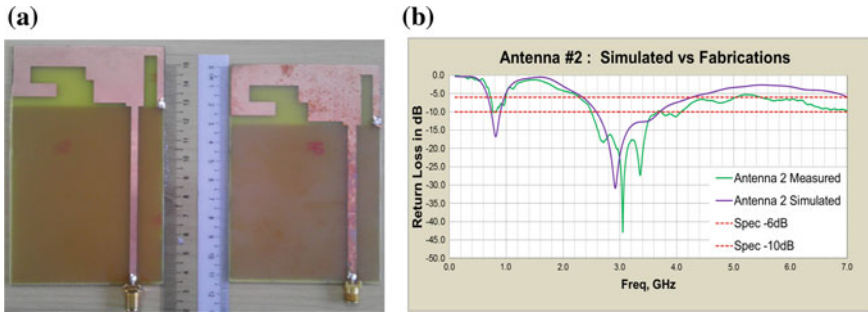 (a)
(b)
Antenna #2 : Simulated vs Fabrications
Return Loss in dB
0.0
-5.0
-10.0
-15.0
-20.0
-25.0
-30.0
-35.0
-40.0
-45.0
-50.0
Antenna 2 Measured
Antenna 2 Simulated
Spec -6dB
Spec -10dB
0.0 1.0 2.0 3.0 4.0 5.0 6.0 7.0
Freq, GHz